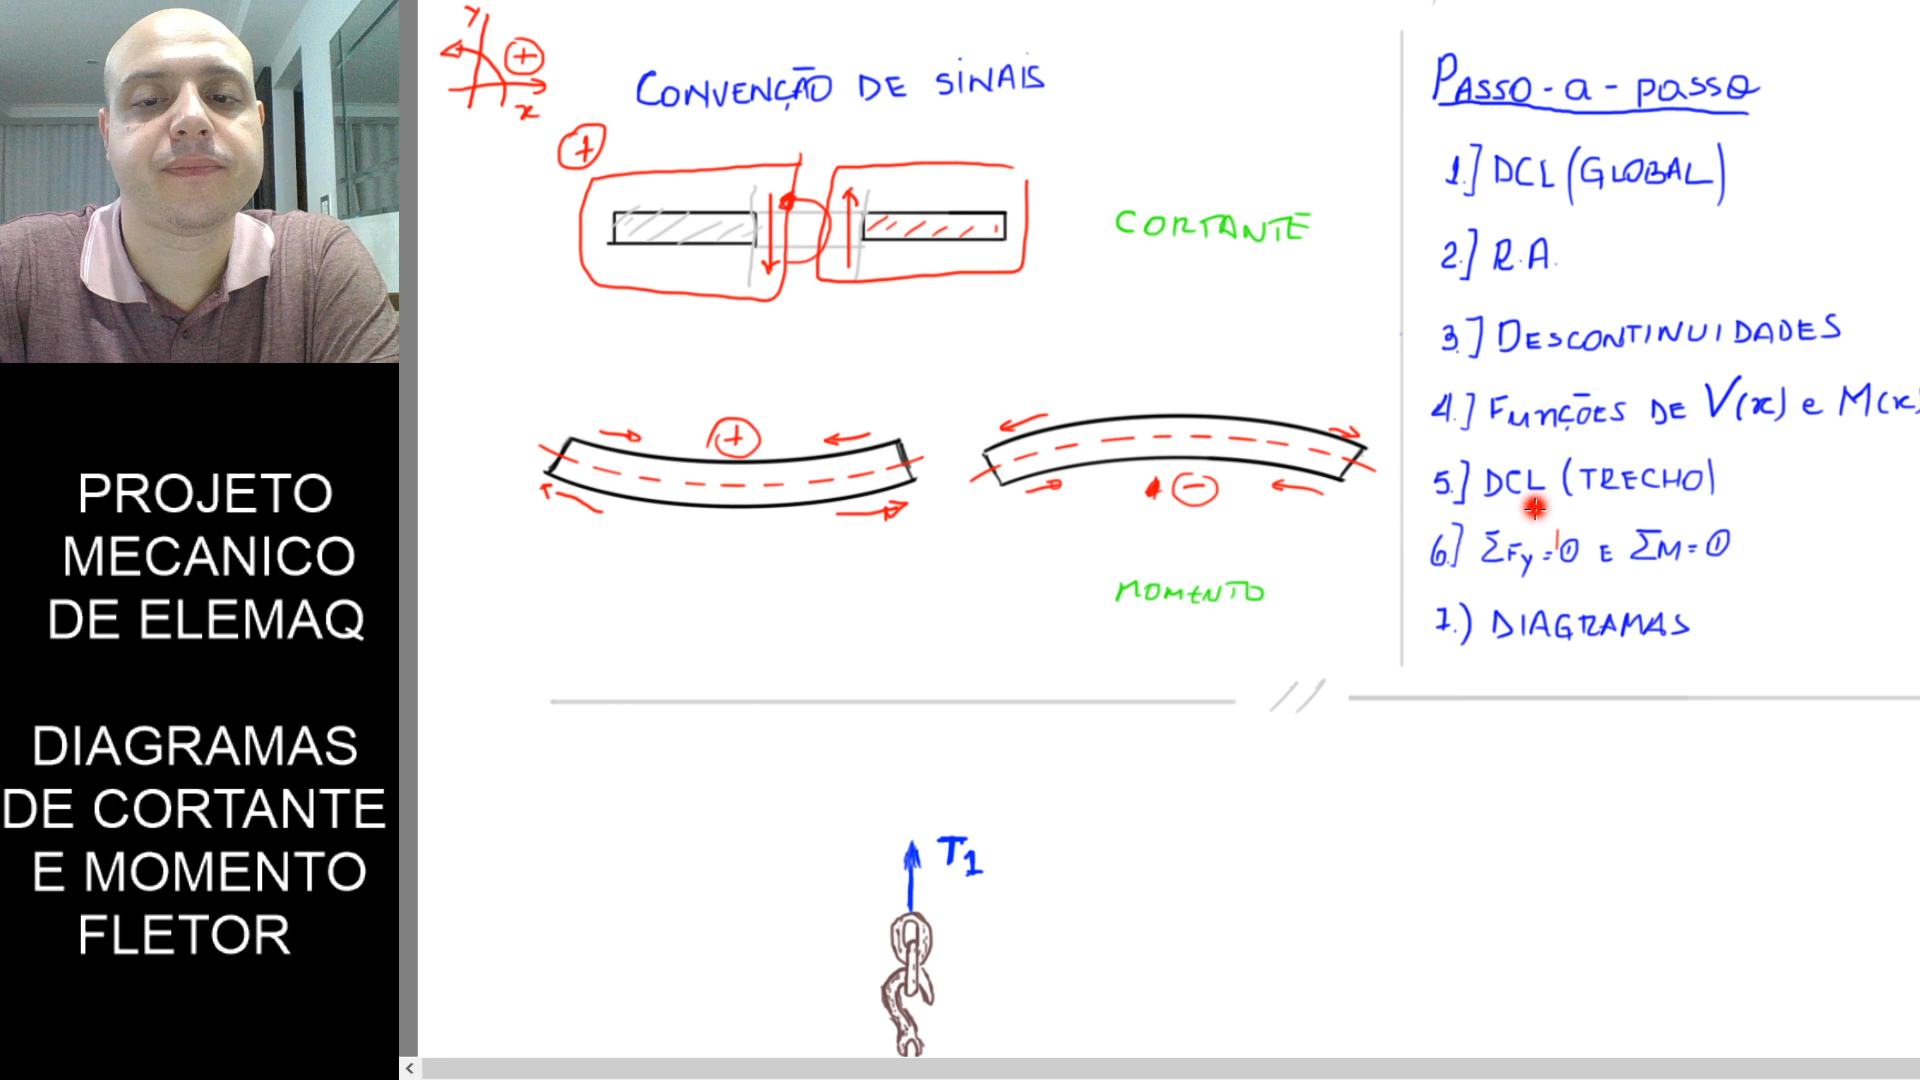 PROJETO
MECANICO
DE ELEMAQ
DIAGRAMAS
DE CORTANTE
E MOMENTO
FLETOR
y
+
x
CONVENÇÃO DE SINAIS
+
CORTANTE
+
-
MOMENTO
PASSO-a-passo
1.] DCL (GLOBAL)
2.] R.A.
3.] DESCONTINUIDADES
4.] FUNÇÕES DE V(x) e M(x)
5.] DCL (TRECHO)
6.] ΣFy=0 E ΣM=0
7.) DIAGRAMAS
T1